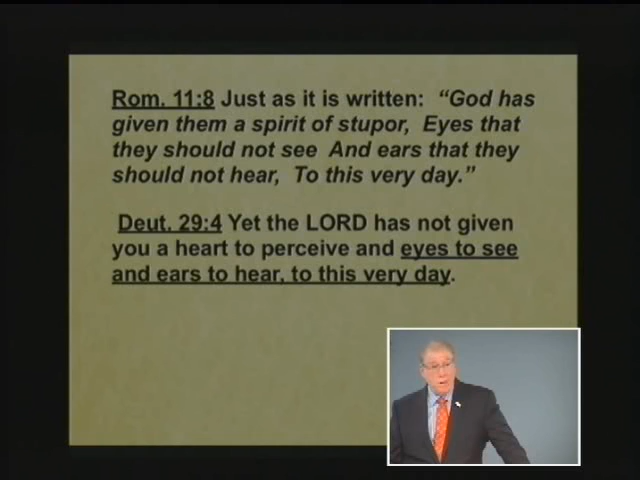 Rom. 11:8 Just as it is written: “God has
given them a spirit of stupor, Eyes that
they should not see And ears that they
should not hear, To this very day.”
Deut. 29:4 Yet the LORD has not given
you a heart to perceive and eyes to see
and ears to hear, to this very day.